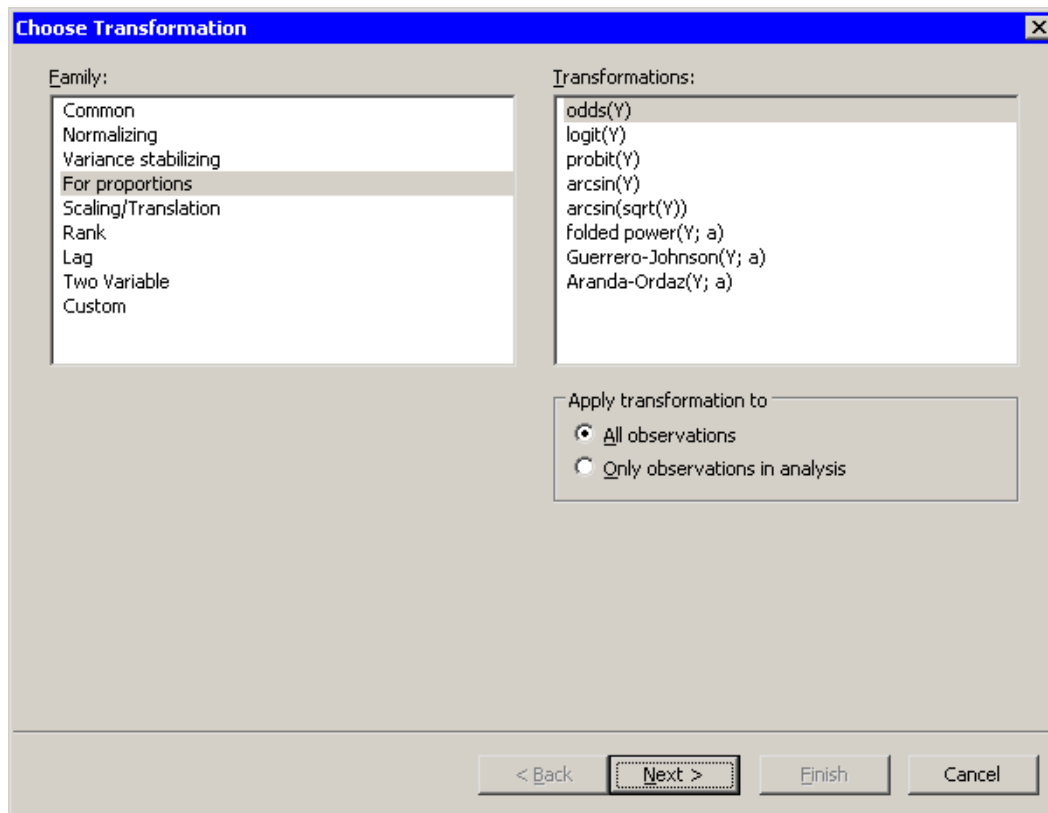 Choose Transformation
Family:
Common
Normalizing
Variance stabilizing
For proportions
Scaling/Translation
Rank
Lag
Two Variable
Custom
Transformations:
odds(Y)
logit(Y)
probit(Y)
arcsin(Y)
arcsin(sqrt(Y))
folded power(Y; a)
Guerrero-Johnson(Y; a)
Aranda-Ordaz(Y; a)
Apply transformation to
All observations
Only observations in analysis
< Back
Next >
Finish
Cancel